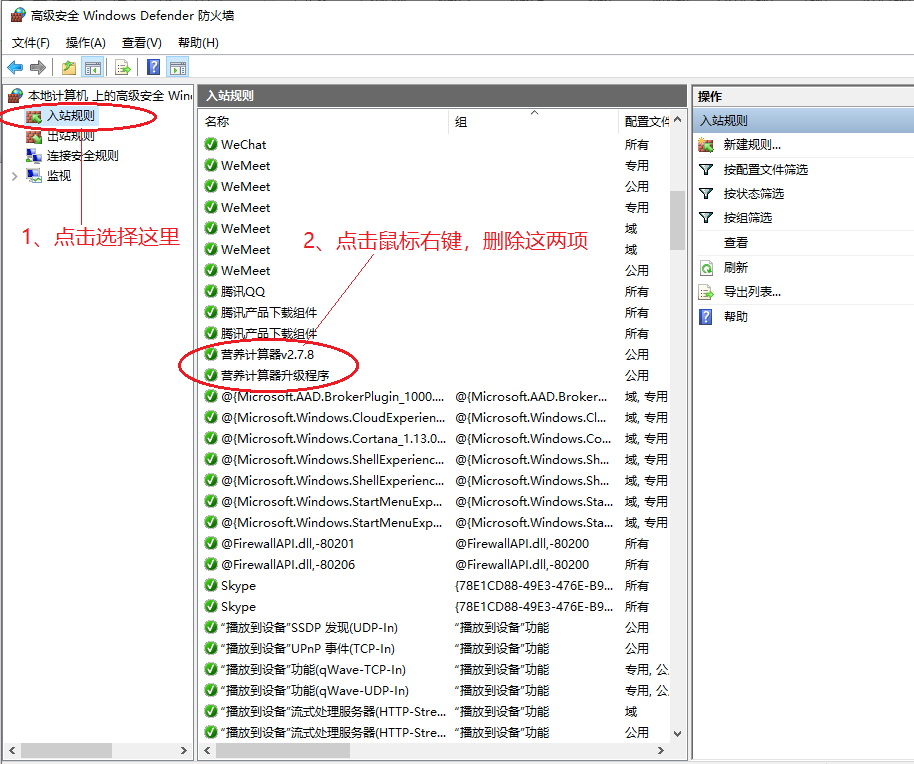 高级安全 Windows Defender 防火墙
文件(F) 操作(A) 查看(V) 帮助(H)
本地计算机 上的高级安全 Win
入站规则
出站规则
连接安全规则
监视
1、点击选择这里
入站规则
名称 组 配置文件
WeChat 所有
WeMeet 专用
WeMeet 公用
WeMeet 专用
WeMeet 域
WeMeet 域
WeMeet 公用
2、点击鼠标右键，删除这两项
腾讯QQ 所有
腾讯产品下载组件 所有
腾讯产品下载组件 所有
营养计算器v2.7.8 公用
营养计算器升级程序 公用
@{Microsoft.AAD.BrokerPlugin_1000.... @{Microsoft.AAD.Broker... 域, 专用
@{Microsoft.Windows.CloudExperien... @{Microsoft.Windows.Cl... 域, 专用
@{Microsoft.Windows.Cortana_1.13.0... @{Microsoft.Windows.Co... 域, 专用
@{Microsoft.Windows.ShellExperienc... @{Microsoft.Windows.Sh... 域, 专用
@{Microsoft.Windows.ShellExperienc... @{Microsoft.Windows.Sh... 域, 专用
@{Microsoft.Windows.StartMenuExp... @{Microsoft.Windows.Sta... 域, 专用
@{Microsoft.Windows.StartMenuExp... @{Microsoft.Windows.Sta... 域, 专用
@FirewallAPI.dll,-80201 @FirewallAPI.dll,-80200 所有
@FirewallAPI.dll,-80206 @FirewallAPI.dll,-80200 所有
Skype {78E1CD88-49E3-476E-B9... 所有
Skype {78E1CD88-49E3-476E-B9... 所有
"播放到设备"SSDP 发现(UDP-In) "播放到设备"功能 公用
"播放到设备"UPnP 事件(TCP-In) "播放到设备"功能 公用
"播放到设备"功能(qWave-TCP-In) "播放到设备"功能 专用, 公
"播放到设备"功能(qWave-UDP-In) "播放到设备"功能 专用, 公
"播放到设备"流式处理服务器(HTTP-Stre... "播放到设备"功能 域
"播放到设备"流式处理服务器(HTTP-Stre... "播放到设备"功能 公用
操作
入站规则
新建规则...
按配置文件筛选
按状态筛选
按组筛选
查看
刷新
导出列表...
帮助